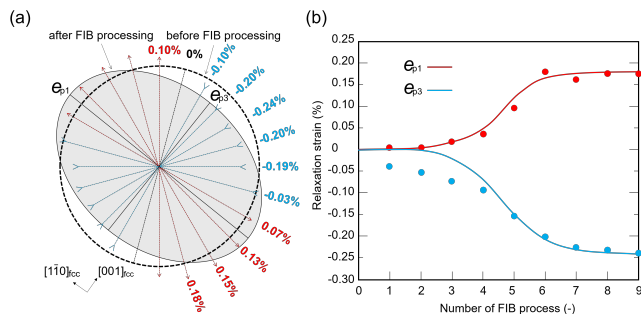 (a)
after FIB processing
before FIB processing
0.10%
0%
-0.10%
-0.20%
-0.24%
-0.20%
-0.19%
-0.03%
0.07%
0.13%
0.15%
0.18%
ep1
ep3
[11̄0]fcc
[001]fcc
(b)
0.25
0.20
0.15
0.10
0.05
0
-0.05
-0.10
-0.15
-0.20
-0.25
-0.30
Relaxation strain (%)
ep1
ep3
0 1 2 3 4 5 6 7 8 9
Number of FIB process (-)